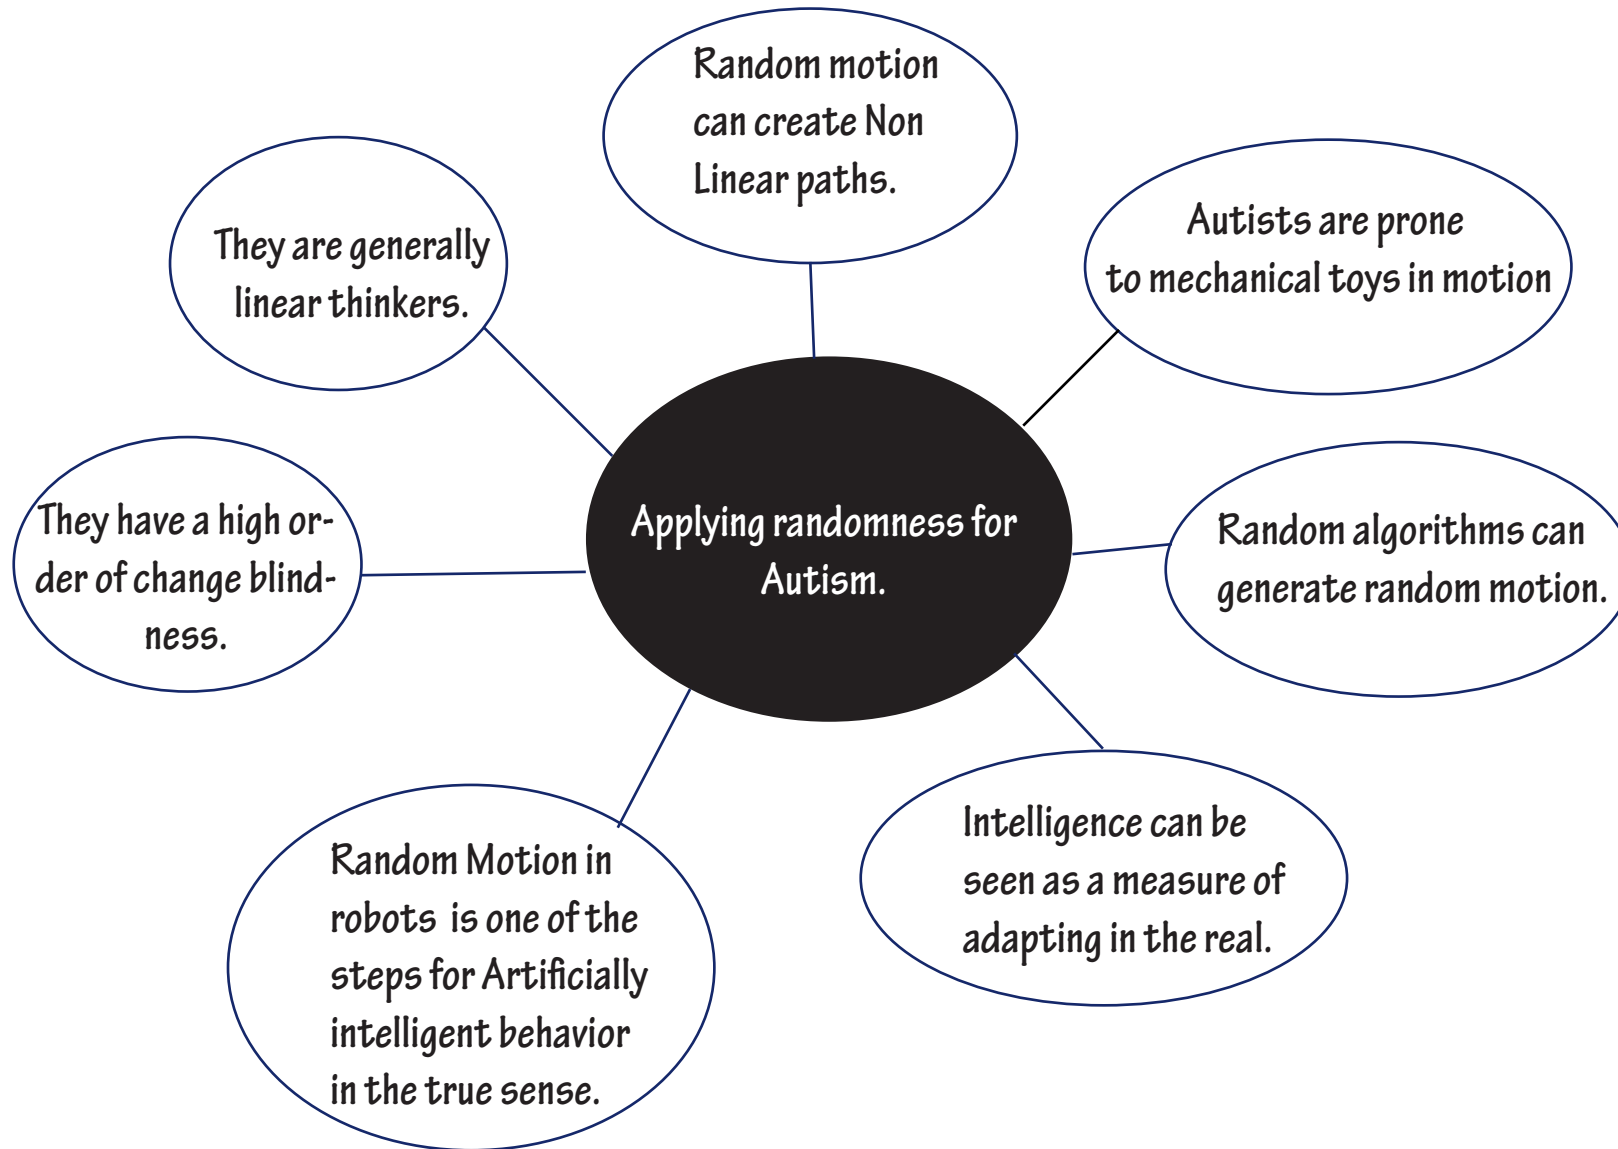 Random motion
can create Non
Linear paths.
They are generally
linear thinkers.
Autists are prone
to mechanical toys in motion
They have a high or-
der of change blind-
ness.
Applying randomness for
Autism.
Random algorithms can
generate random motion.
Random Motion in
robots is one of the
steps for Artificially
intelligent behavior
in the true sense.
Intelligence can be
seen as a measure of
adapting in the real.